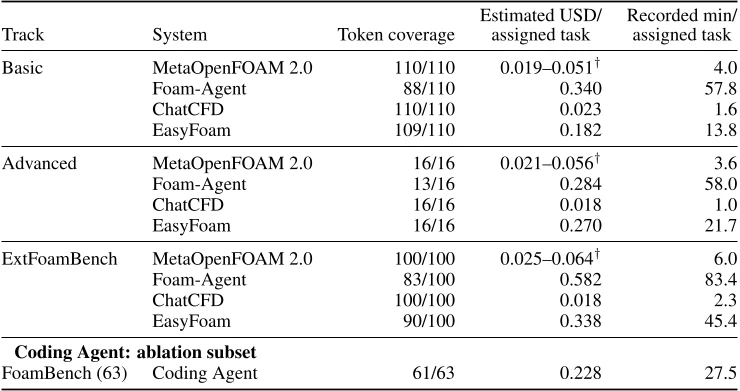 Track System Token coverage Estimated USD/ assigned task Recorded min/ assigned task
Basic MetaOpenFOAM 2.0 110/110 0.019–0.051† 4.0
Foam-Agent 88/110 0.340 57.8
ChatCFD 110/110 0.023 1.6
EasyFoam 109/110 0.182 13.8
Advanced MetaOpenFOAM 2.0 16/16 0.021–0.056† 3.6
Foam-Agent 13/16 0.284 58.0
ChatCFD 16/16 0.018 1.0
EasyFoam 16/16 0.270 21.7
ExtFoamBench MetaOpenFOAM 2.0 100/100 0.025–0.064† 6.0
Foam-Agent 83/100 0.582 83.4
ChatCFD 100/100 0.018 2.3
EasyFoam 90/100 0.338 45.4
Coding Agent: ablation subset
FoamBench (63) Coding Agent 61/63 0.228 27.5